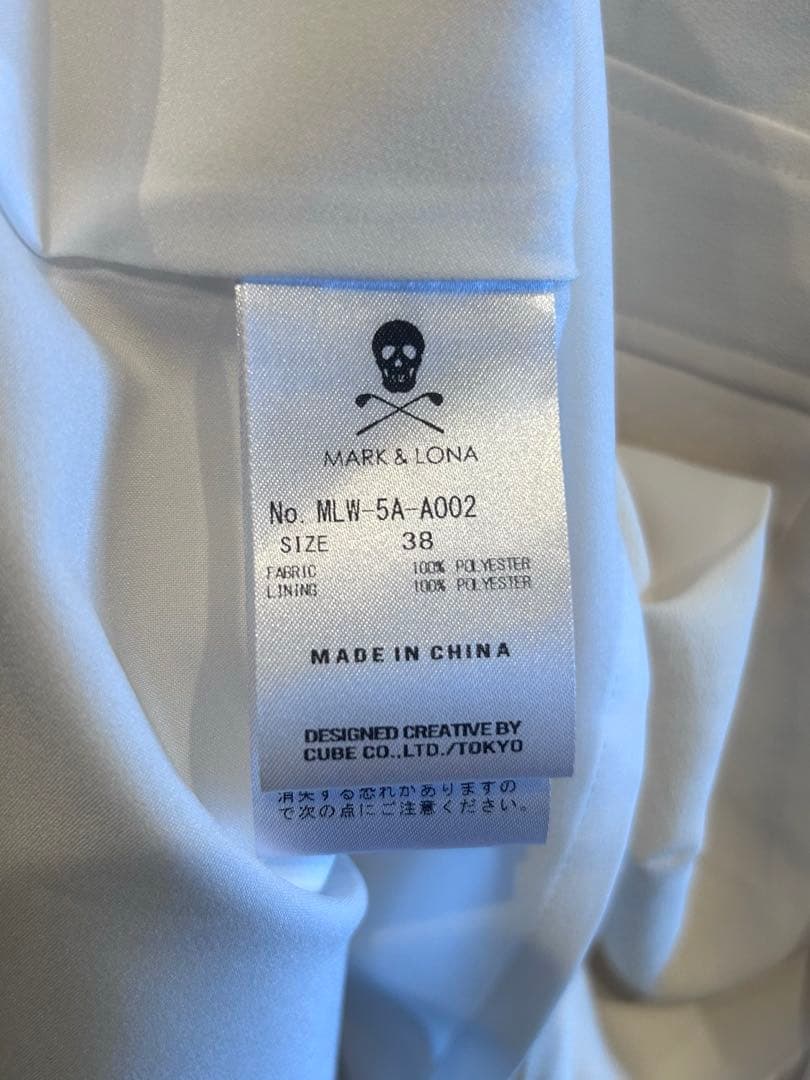 MARK & LONA
No. MLW-5A-A002
SIZE 38
FABRIC 100% POLYESTER
LINING 100% POLYESTER
MADE IN CHINA
DESIGNED CREATIVE BY
CUBE CO.,LTD./TOKYO
消失する恐れがありますの
で次の点にご注意ください。